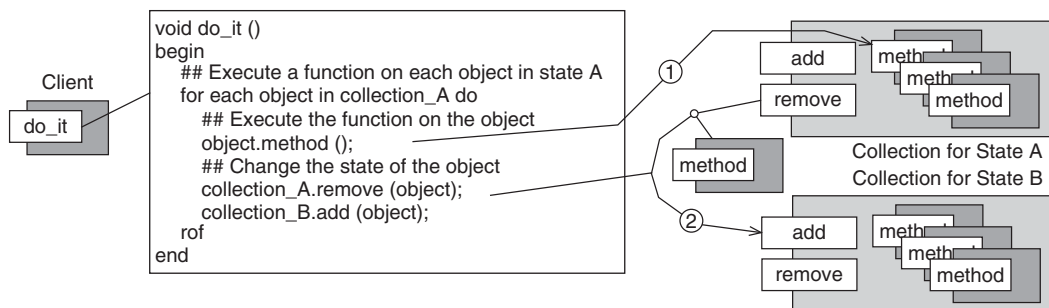 Client
do_it
void do_it ()
begin
## Execute a function on each object in state A
for each object in collection_A do
## Execute the function on the object
object.method ();
## Change the state of the object
collection_A.remove (object);
collection_B.add (object);
rof
end
1
2
method
add
remove
method
method
method
Collection for State A
Collection for State B
add
remove
method
method
method